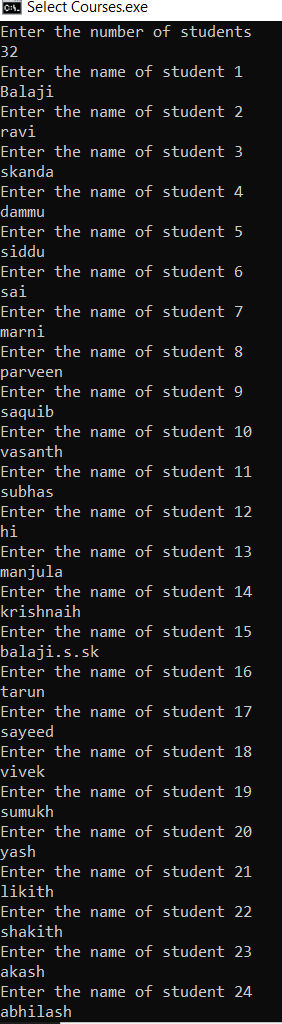 Select Courses.exe
Enter the number of students
32
Enter the name of student 1
Balaji
Enter the name of student 2
ravi
Enter the name of student 3
skanda
Enter the name of student 4
dammu
Enter the name of student 5
siddu
Enter the name of student 6
sai
Enter the name of student 7
marni
Enter the name of student 8
parveen
Enter the name of student 9
saquib
Enter the name of student 10
vasanth
Enter the name of student 11
subhas
Enter the name of student 12
hi
Enter the name of student 13
manjula
Enter the name of student 14
krishnaih
Enter the name of student 15
balaji.s.sk
Enter the name of student 16
tarun
Enter the name of student 17
sayeed
Enter the name of student 18
vivek
Enter the name of student 19
sumukh
Enter the name of student 20
yash
Enter the name of student 21
likith
Enter the name of student 22
shakith
Enter the name of student 23
akash
Enter the name of student 24
abhilash